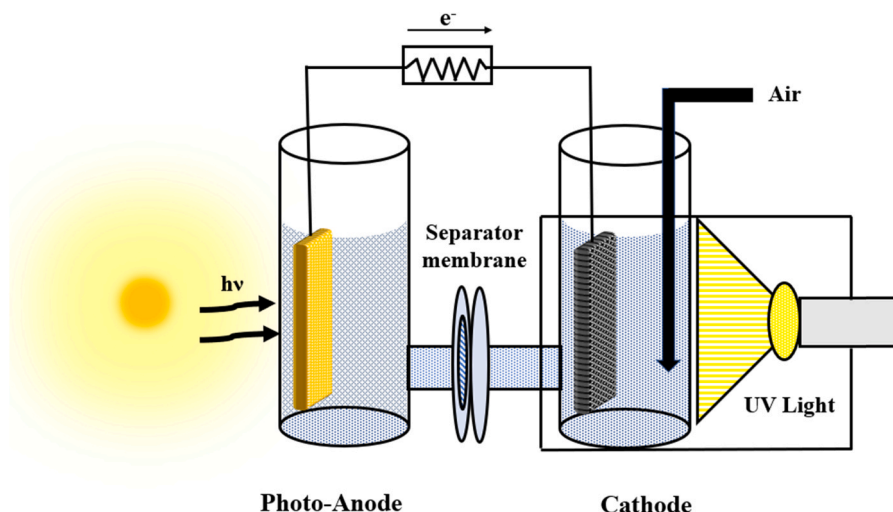 e⁻
Air
Separator
membrane
hν
UV Light
Photo-Anode
Cathode